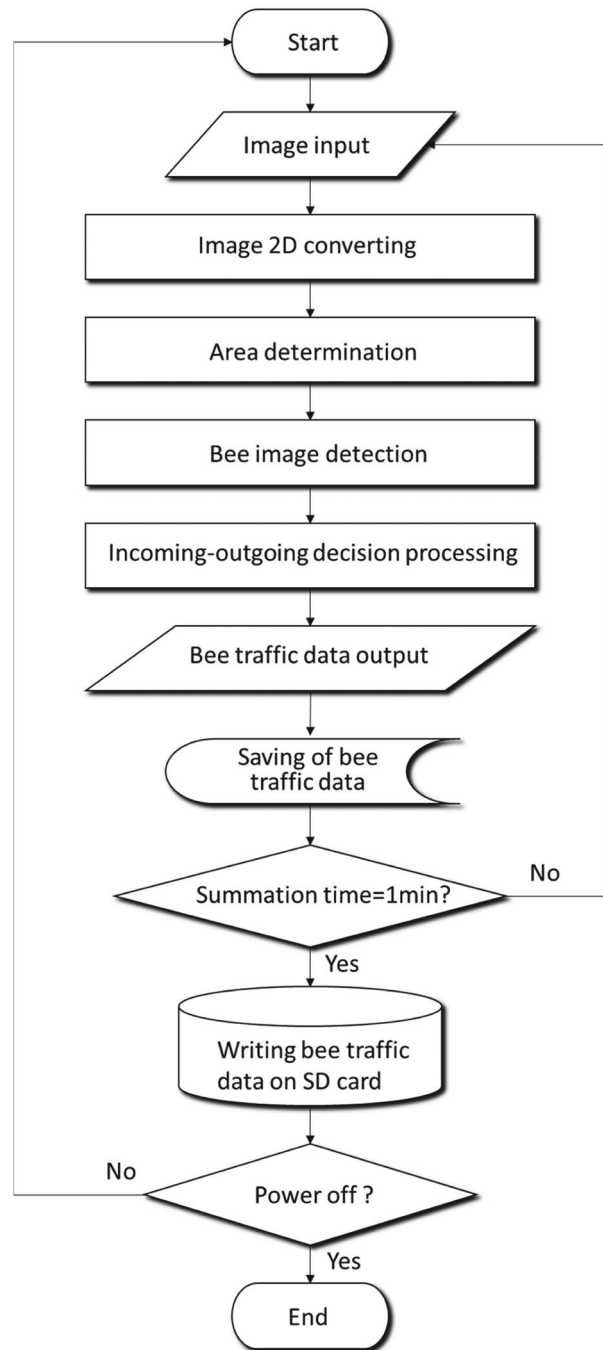 Start
Image input
Image 2D converting
Area determination
Bee image detection
Incoming-outgoing decision processing
Bee traffic data output
Saving of bee
traffic data
Summation time=1min?
No
Yes
Writing bee traffic
data on SD card
No
Power off ?
Yes
End